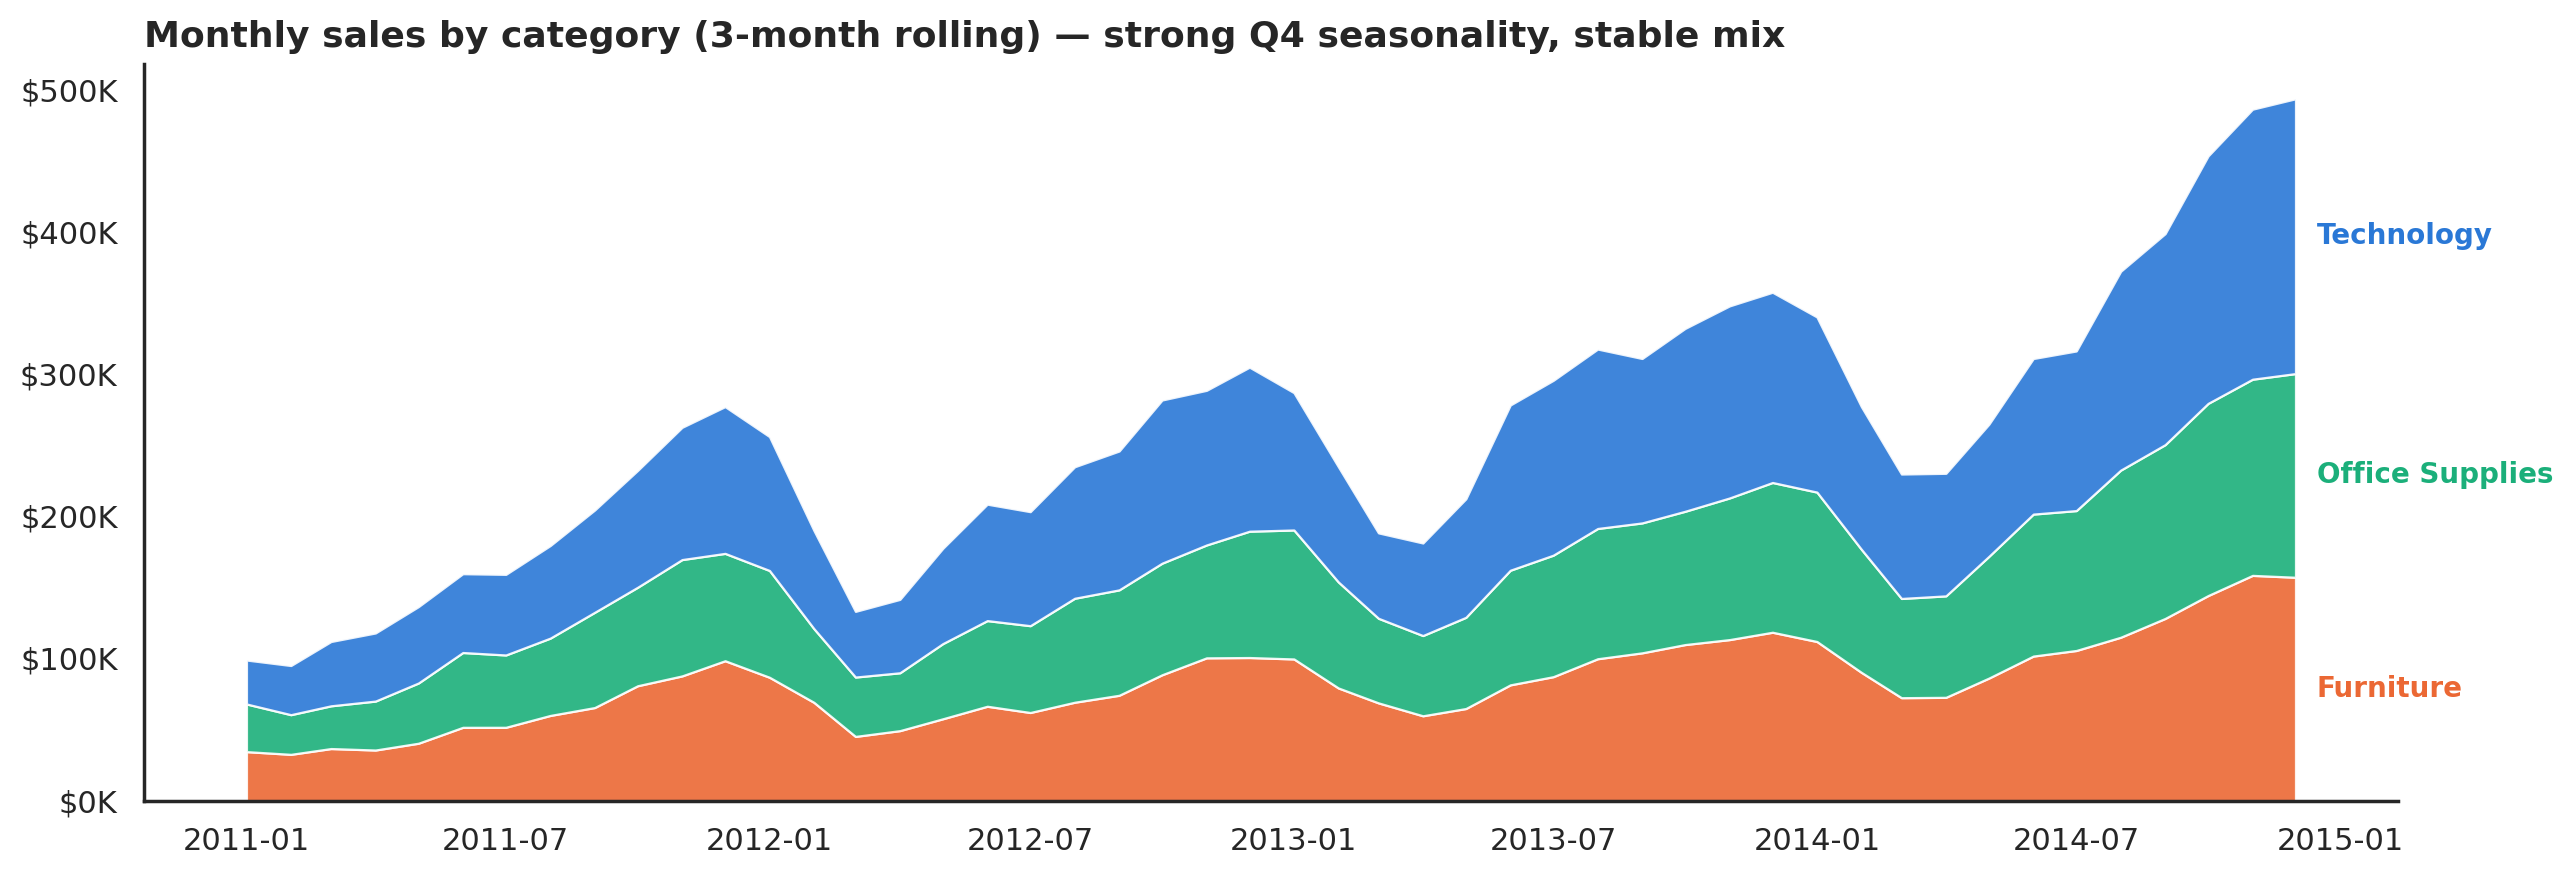 Monthly sales by category (3-month rolling) — strong Q4 seasonality, stable mix
$500K
$400K
$300K
$200K
$100K
$0K
Technology
Office Supplies
Furniture
2011-01 2011-07 2012-01 2012-07 2013-01 2013-07 2014-01 2014-07 2015-01